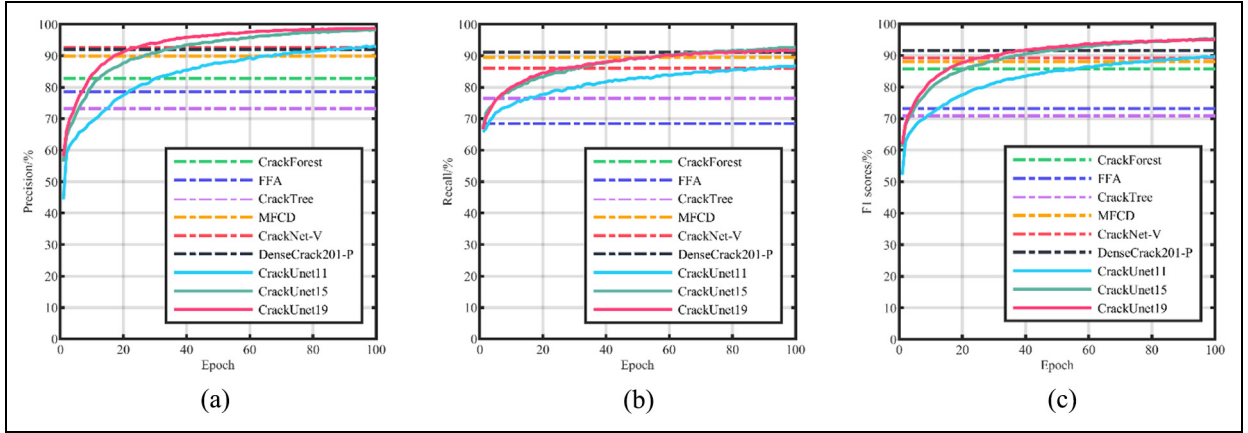 100
90
80
70
60
50
40
30
20
10
0
Precision/%
CrackForest
FFA
CrackTree
MFCD
CrackNet-V
DenseCrack201-P
CrackUnet11
CrackUnet15
CrackUnet19
0 20 40 60 80 100
Epoch
(a)
100
90
80
70
60
50
40
30
20
10
0
Recall/%
CrackForest
FFA
CrackTree
MFCD
CrackNet-V
DenseCrack201-P
CrackUnet11
CrackUnet15
CrackUnet19
0 20 40 60 80 100
Epoch
(b)
100
90
80
70
60
50
40
30
20
10
0
F1 scores/%
CrackForest
FFA
CrackTree
MFCD
CrackNet-V
DenseCrack201-P
CrackUnet11
CrackUnet15
CrackUnet19
0 20 40 60 80 100
Epoch
(c)